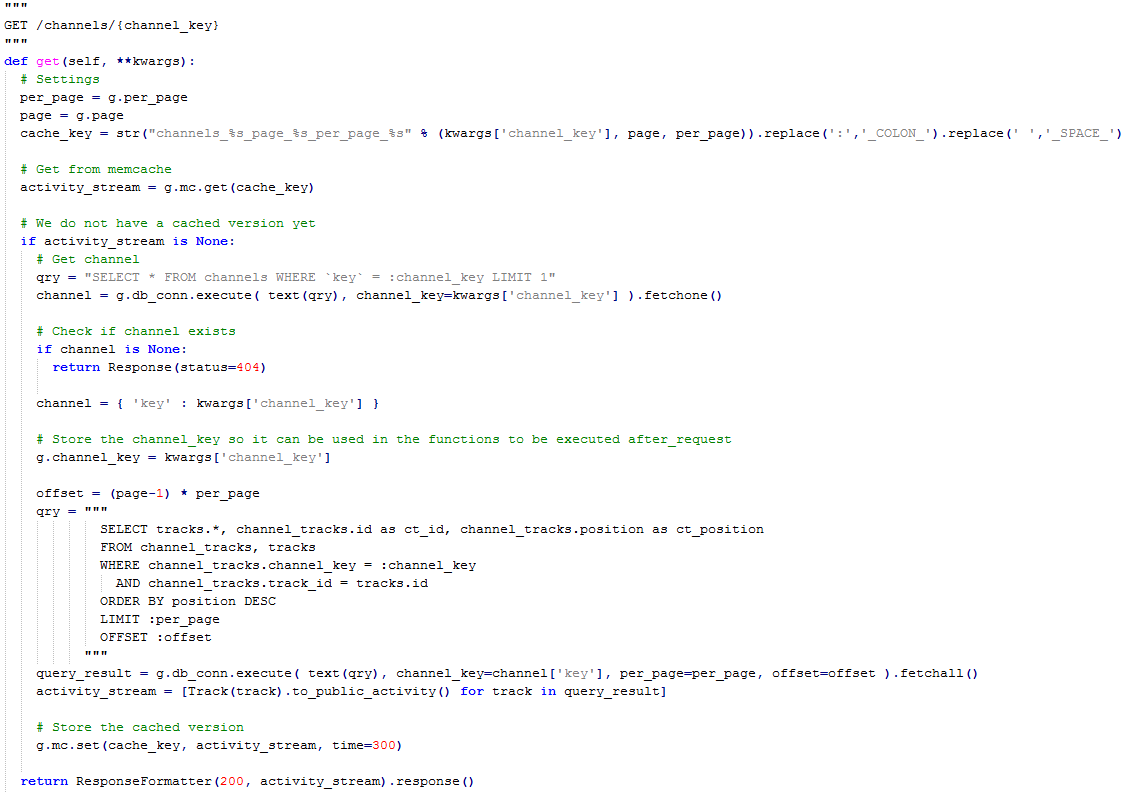 """
GET /channels/{channel_key}
"""
def get(self, **kwargs):
  # Settings
  per_page = g.per_page
  page = g.page
  cache_key = str("channels_%s_page_%s_per_page_%s" % (kwargs['channel_key'], page, per_page)).replace(':','_COLON_').replace(' ','_SPACE_')

  # Get from memcache
  activity_stream = g.mc.get(cache_key)

  # We do not have a cached version yet
  if activity_stream is None:
    # Get channel
    qry = "SELECT * FROM channels WHERE `key` = :channel_key LIMIT 1"
    channel = g.db_conn.execute( text(qry), channel_key=kwargs['channel_key'] ).fetchone()

    # Check if channel exists
    if channel is None:
      return Response(status=404)

    channel = { 'key' : kwargs['channel_key'] }

    # Store the channel_key so it can be used in the functions to be executed after_request
    g.channel_key = kwargs['channel_key']

    offset = (page-1) * per_page
    qry = """
            SELECT tracks.*, channel_tracks.id as ct_id, channel_tracks.position as ct_position
            FROM channel_tracks, tracks
            WHERE channel_tracks.channel_key = :channel_key
              AND channel_tracks.track_id = tracks.id
            ORDER BY position DESC
            LIMIT :per_page
            OFFSET :offset
          """
    query_result = g.db_conn.execute( text(qry), channel_key=channel['key'], per_page=per_page, offset=offset ).fetchall()
    activity_stream = [Track(track).to_public_activity() for track in query_result]

    # Store the cached version
    g.mc.set(cache_key, activity_stream, time=300)

  return ResponseFormatter(200, activity_stream).response()